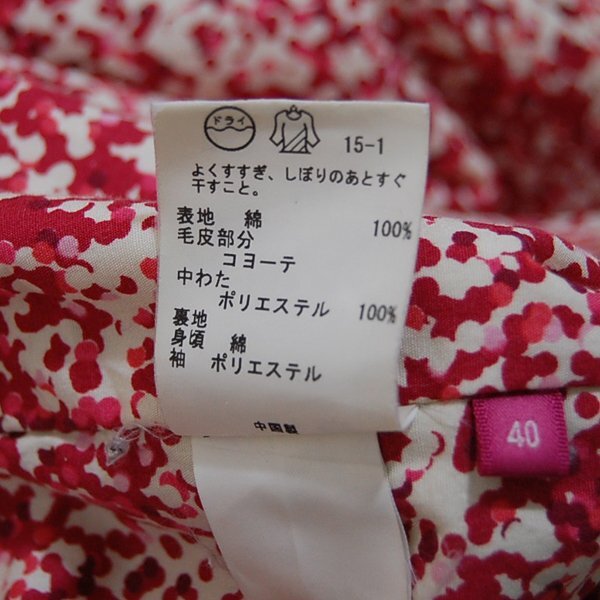 ドライ
15-1
よくすすぎ、しぼりのあとすぐ
干すこと。
表地 綿 100%
毛皮部分
コヨーテ
中わた
ポリエステル 100%
裏地
身頃 綿
袖 ポリエステル
中国製
40